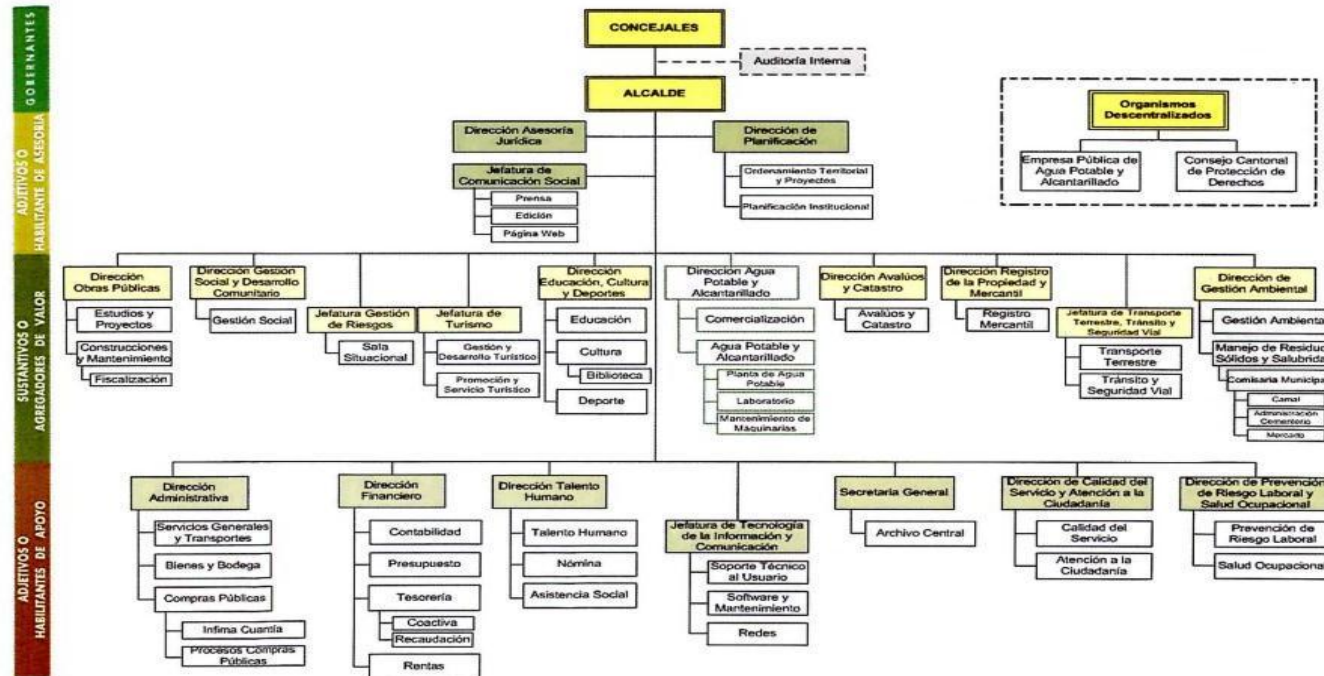 GOBERNANTES
CONCEJALES
Auditoría Interna
ALCALDE
Organismos
Descentralizados
Empresa Pública de
Agua Potable y
Alcantarillado
Consejo Cantonal
de Protección de
Derechos
ADJETIVOS O
HABILITANTE DE ASESORIA
Dirección Asesoría
Jurídica
Dirección de
Planificación
Jefatura de
Comunicación Social
Prensa
Edición
Página Web
Ordenamiento Territorial
y Proyectos
Planificación Institucional
SUSTANTIVOS O
AGREGADORES DE VALOR
Dirección
Obras Públicas
Estudios y
Proyectos
Construcciones
y Mantenimiento
Fiscalización
Dirección Gestión
Social y Desarrollo
Comunitario
Gestión Social
Jefatura Gestión
de Riesgos
Sala
Situacional
Jefatura de
Turismo
Gestión y
Desarrollo Turístico
Promoción y
Servicio Turístico
Dirección
Educación, Cultura
y Deportes
Educación
Cultura
Biblioteca
Deporte
Dirección Agua
Potable y
Alcantarillado
Comercialización
Agua Potable y
Alcantarillado
Planta de Agua
Potable
Laboratorio
Mantenimiento de
Maquinarias
Dirección Avalúos
y Catastro
Avalúos y
Catastro
Dirección Registro
de la Propiedad y
Mercantil
Registro
Mercantil
Jefatura de Transporte
Terrestre, Tránsito y
Seguridad Vial
Transporte
Terrestre
Tránsito y
Seguridad Vial
Dirección de
Gestión Ambiental
Gestión Ambiental
Manejo de Residuos
Sólidos y Salubridad
Comisaría Municipal
Camal
Administración
Cementerio
Mercado
ADJETIVOS O
HABILITANTES DE APOYO
Dirección
Administrativa
Servicios Generales
y Transportes
Bienes y Bodega
Compras Públicas
Infima Cuantía
Procesos Compras
Públicas
Dirección
Financiero
Contabilidad
Presupuesto
Tesorería
Coactiva
Recaudación
Rentas
Dirección Talento
Humano
Talento Humano
Nómina
Asistencia Social
Jefatura de Tecnología
de la Información y
Comunicación
Soporte Técnico
al Usuario
Software y
Mantenimiento
Redes
Secretaria General
Archivo Central
Dirección de Calidad del
Servicio y Atención a la
Ciudadanía
Calidad del
Servicio
Atención a la
Ciudadanía
Dirección de Prevención
de Riesgo Laboral y
Salud Ocupacional
Prevención de
Riesgo Laboral
Salud Ocupacional